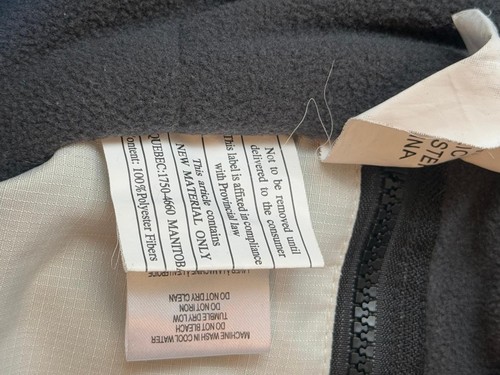 Not to be removed until
delivered to the consumer
This label is affixed in compliance
with Provincial law
This article contains
NEW MATERIAL ONLY
QUEBEC:1750-4660 MANITOB
Content: 100%Polyester Fibers
MACHINE WASH IN COOL WATER
DO NOT BLEACH
TUMBLE DRY LOW
DO NOT IRON
DO NOT DRY CLEAN
STE